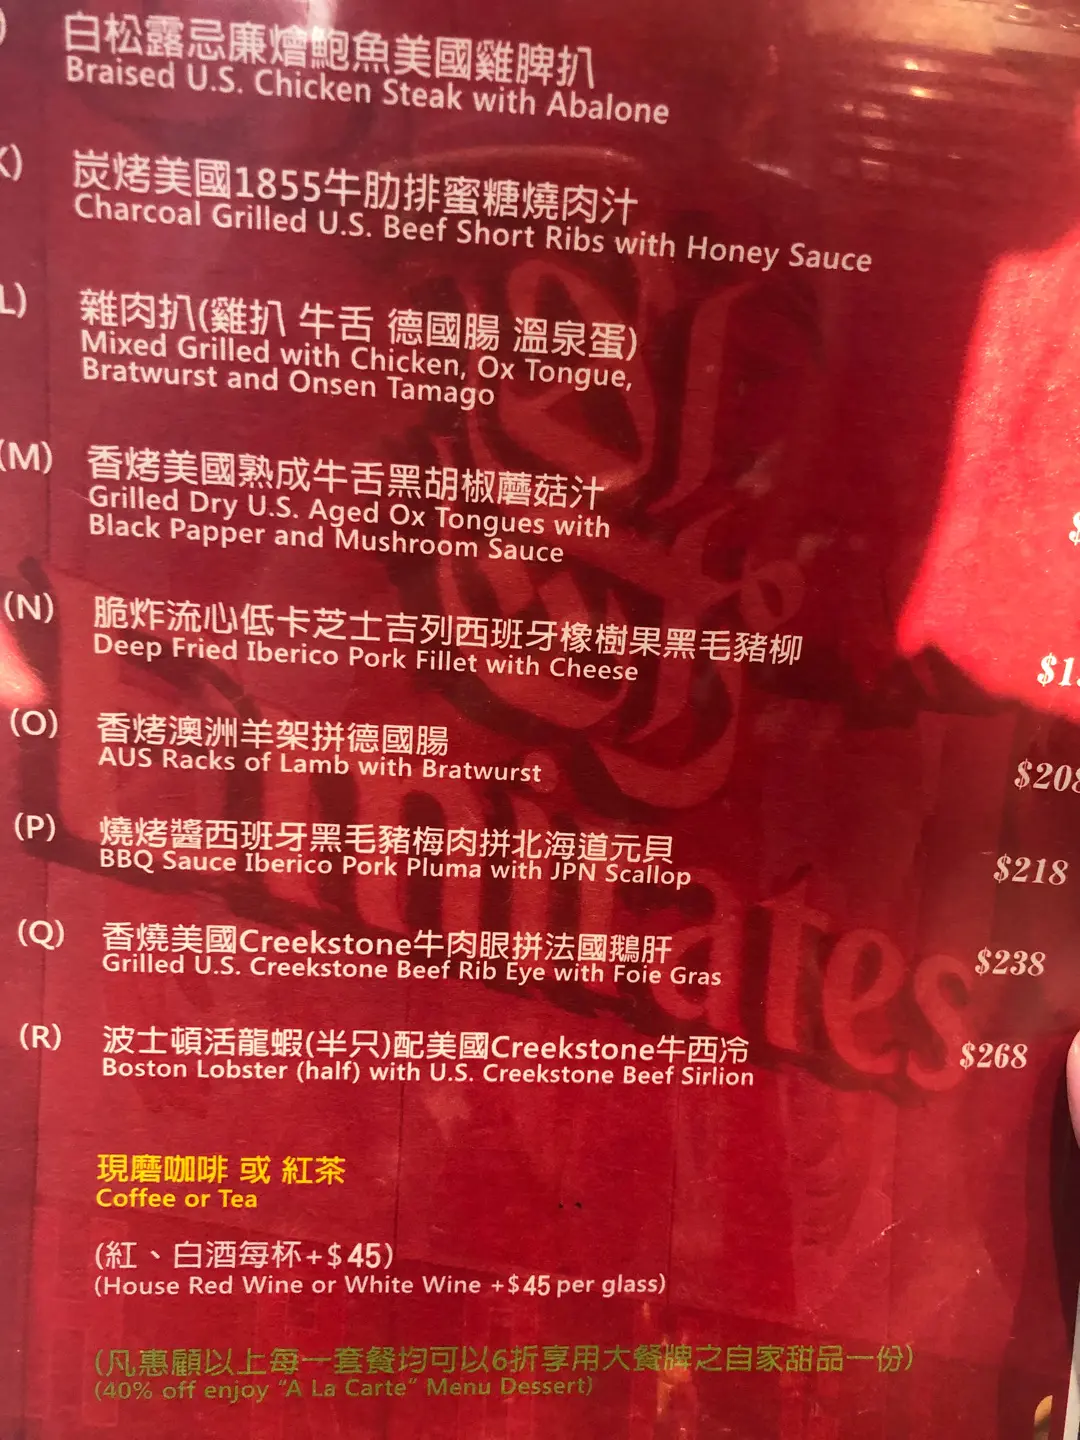 白松露忌廉燴鮑魚美國雞脾扒
Braised U.S. Chicken Steak with Abalone
炭烤美國1855牛肋排蜜糖燒肉汁
Charcoal Grilled U.S. Beef Short Ribs with Honey Sauce
L)
雜肉扒(雞扒 牛舌 德國腸 溫泉蛋)
Mixed Grilled with Chicken, Ox Tongue,
Bratwurst and Onsen Tamago
(M)
香烤美國熟成牛舌黑胡椒蘑菇汁
Grilled Dry U.S. Aged Ox Tongues with
Black Papper and Mushroom Sauce
(N)
脆炸流心低卡芝士吉列西班牙橡樹果黑毛豬柳
Deep Fried Iberico Pork Fillet with Cheese
(O)
香烤澳洲羊架拼德國腸
AUS Racks of Lamb with Bratwurst
$208
(P)
燒烤醬西班牙黑毛豬梅肉拼北海道元貝
BBQ Sauce Iberico Pork Pluma with JPN Scallop
$218
(Q)
香燒美國Creekstone牛肉眼拼法國鵝肝
Grilled U.S. Creekstone Beef Rib Eye with Foie Gras
$238
(R)
波士頓活龍蝦(半只)配美國Creekstone牛西冷
Boston Lobster (half) with U.S. Creekstone Beef Sirlion
$268
現磨咖啡 或 紅茶
Coffee or Tea
(紅、白酒每杯+$45)
(House Red Wine or White Wine +$45 per glass)
(凡惠顧以上每一套餐均可以6折享用大餐牌之自家甜品一份)
(40% off enjoy "A La Carte" Menu Dessert)